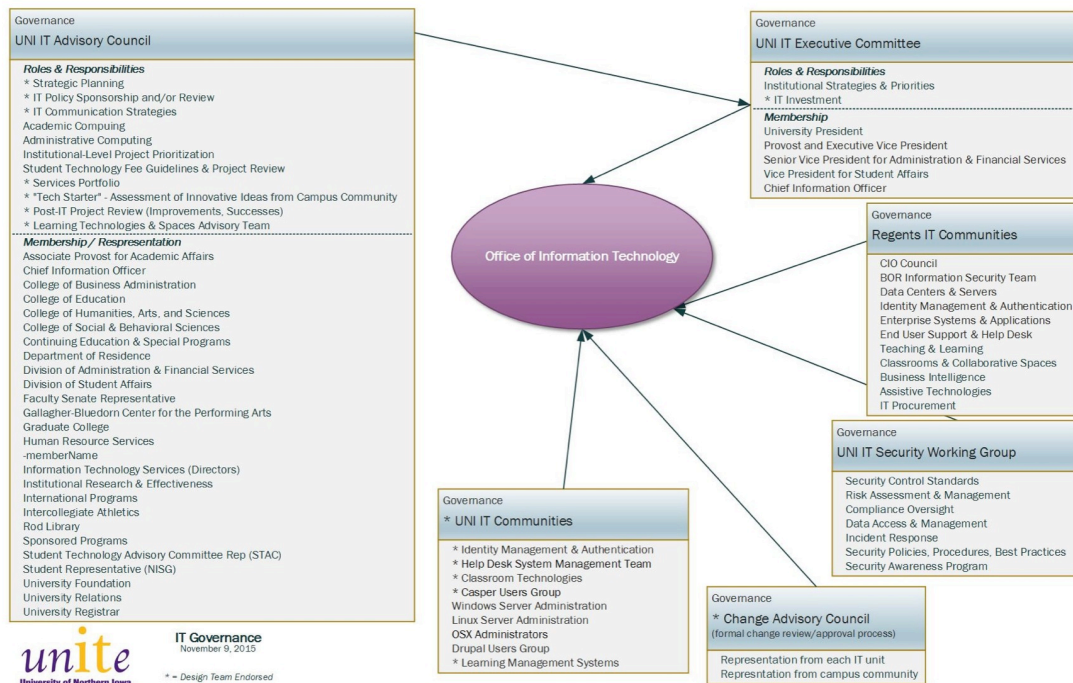 Governance
UNI IT Advisory Council
Roles & Responsibilities
* Strategic Planning
* IT Policy Sponsorship and/or Review
* IT Communication Strategies
Academic Compuing
Administrative Computing
Institutional-Level Project Prioritization
Student Technology Fee Guidelines & Project Review
* Services Portfolio
* "Tech Starter" - Assessment of Innovative Ideas from Campus Community
* Post-IT Project Review (Improvements, Successes)
* Learning Technologies & Spaces Advisory Team
Membership / Respresentation
Associate Provost for Academic Affairs
Chief Information Officer
College of Business Administration
College of Education
College of Humanities, Arts, and Sciences
College of Social & Behavioral Sciences
Continuing Education & Special Programs
Department of Residence
Division of Administration & Financial Services
Division of Student Affairs
Faculty Senate Representative
Gallagher-Bluedorn Center for the Performing Arts
Graduate College
Human Resource Services
-memberName
Information Technology Services (Directors)
Institutional Research & Effectiveness
International Programs
Intercollegiate Athletics
Rod Library
Sponsored Programs
Student Technology Advisory Committee Rep (STAC)
Student Representative (NISG)
University Foundation
University Relations
University Registrar
Governance
UNI IT Executive Committee
Roles & Responsibilities
Institutional Strategies & Priorities
* IT Investment
Membership
University President
Provost and Executive Vice President
Senior Vice President for Administration & Financial Services
Vice President for Student Affairs
Chief Information Officer
Office of Information Technology
Governance
Regents IT Communities
CIO Council
BOR Information Security Team
Data Centers & Servers
Identity Management & Authentication
Enterprise Systems & Applications
End User Support & Help Desk
Teaching & Learning
Classrooms & Collaborative Spaces
Business Intelligence
Assistive Technologies
IT Procurement
Governance
UNI IT Security Working Group
Security Control Standards
Risk Assessment & Management
Compliance Oversight
Data Access & Management
Incident Response
Security Policies, Procedures, Best Practices
Security Awareness Program
Governance
* UNI IT Communities
* Identity Management & Authentication
* Help Desk System Management Team
* Classroom Technologies
* Casper Users Group
Windows Server Administration
Linux Server Administration
OSX Administrators
Drupal Users Group
* Learning Management Systems
Governance
* Change Advisory Council
(formal change review/approval process)
Representation from each IT unit
Represntation from campus community
unite
University of Northern Iowa
IT Governance
November 9, 2015
* = Design Team Endorsed